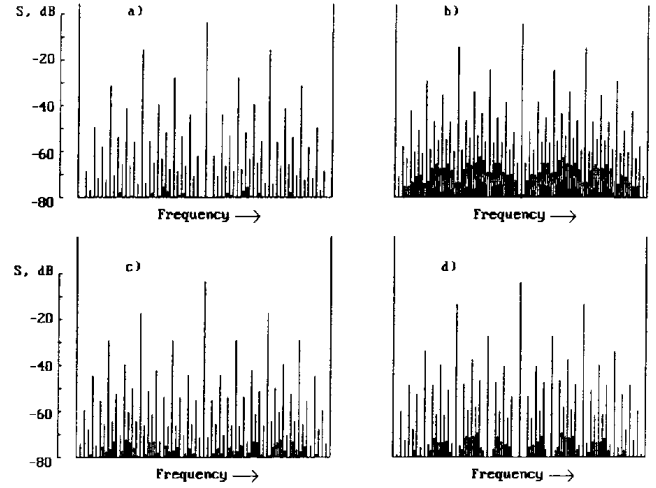 S, dB
a)
b)
-20
-40
-60
-80
Frequency →
Frequency →
S, dB
c)
d)
-20
-40
-60
-80
Frequency →
Frequency →